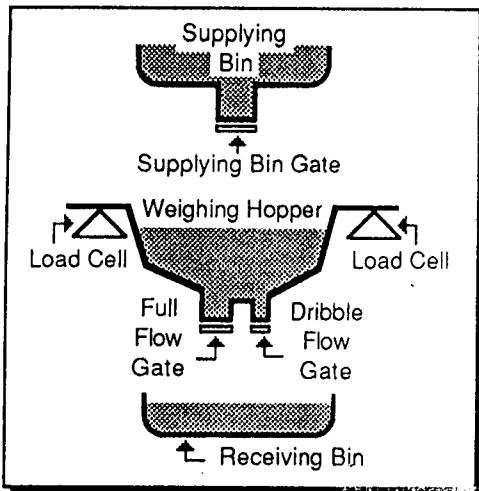 Supplying
Bin
Supplying Bin Gate
Weighing Hopper
Load Cell
Load Cell
Full
Flow
Gate
Dribble
Flow
Gate
Receiving Bin